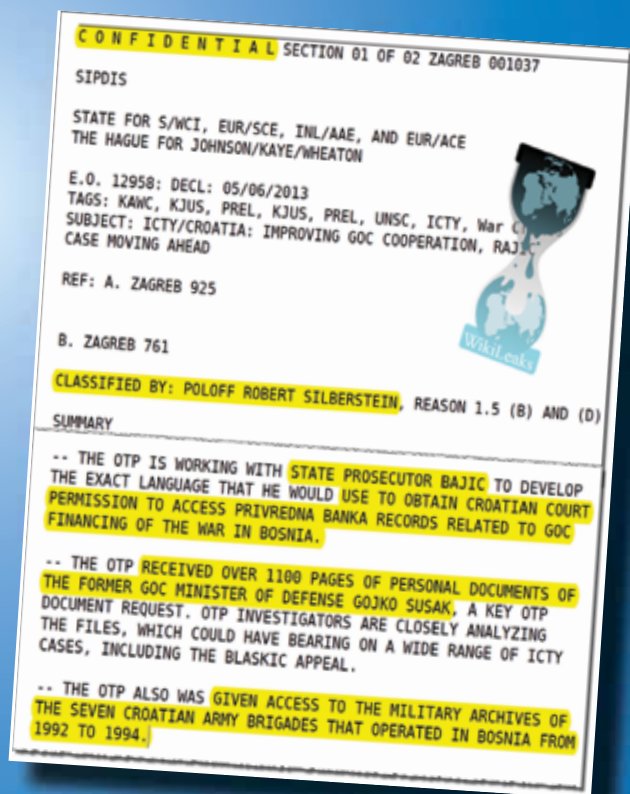 C O N F I D E N T I A L SECTION 01 OF 02 ZAGREB 001037
SIPDIS
STATE FOR S/WCI, EUR/SCE, INL/AAE, AND EUR/ACE
THE HAGUE FOR JOHNSON/KAYE/WHEATON
E.O. 12958: DECL: 05/06/2013
TAGS: KAWC, KJUS, PREL, KJUS, PREL, UNSC, ICTY, War
SUBJECT: ICTY/CROATIA: IMPROVING GOC COOPERATION, RAJIC
CASE MOVING AHEAD
REF: A. ZAGREB 925
B. ZAGREB 761
WikiLeaks
CLASSIFIED BY: POLOFF ROBERT SILBERSTEIN, REASON 1.5 (B) AND (D)
SUMMARY
-- THE OTP IS WORKING WITH STATE PROSECUTOR BAJIC TO DEVELOP
THE EXACT LANGUAGE THAT HE WOULD USE TO OBTAIN CROATIAN COURT
PERMISSION TO ACCESS PRIVREDNA BANKA RECORDS RELATED TO GOC
FINANCING OF THE WAR IN BOSNIA.
-- THE OTP RECEIVED OVER 1100 PAGES OF PERSONAL DOCUMENTS OF
THE FORMER GOC MINISTER OF DEFENSE GOJKO SUSAK, A KEY OTP
DOCUMENT REQUEST. OTP INVESTIGATORS ARE CLOSELY ANALYZING
THE FILES, WHICH COULD HAVE BEARING ON A WIDE RANGE OF ICTY
CASES, INCLUDING THE BLASKIC APPEAL.
-- THE OTP ALSO WAS GIVEN ACCESS TO THE MILITARY ARCHIVES OF
THE SEVEN CROATIAN ARMY BRIGADES THAT OPERATED IN BOSNIA FROM
1992 TO 1994.